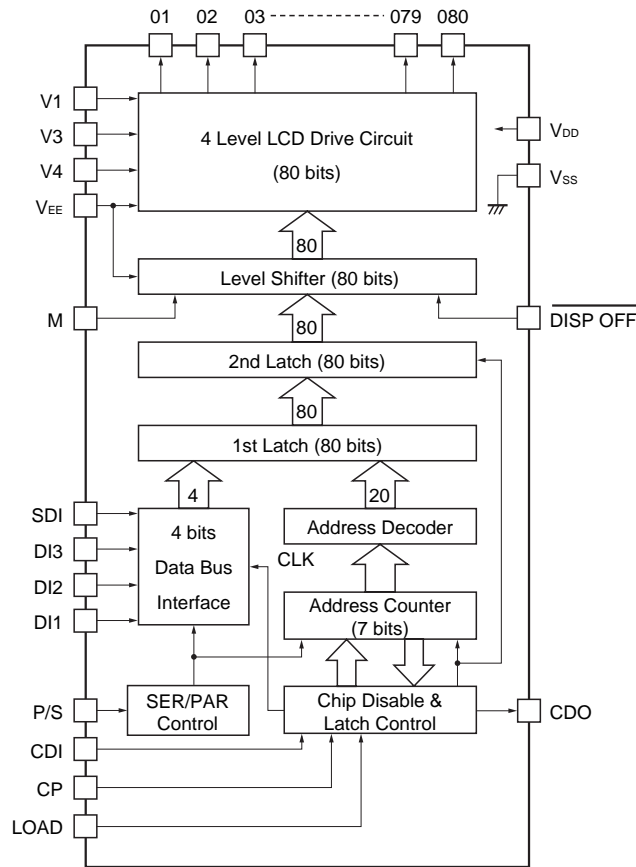 01 02 03 079 080
V1
V3
V4
VEE
4 Level LCD Drive Circuit
(80 bits)
VDD
VSS
80
Level Shifter (80 bits)
M
DISP OFF
80
2nd Latch (80 bits)
80
1st Latch (80 bits)
4
20
SDI
DI3
DI2
DI1
4 bits
Data Bus
Interface
Address Decoder
CLK
Address Counter
(7 bits)
P/S
SER/PAR
Control
Chip Disable &
Latch Control
CDO
CDI
CP
LOAD